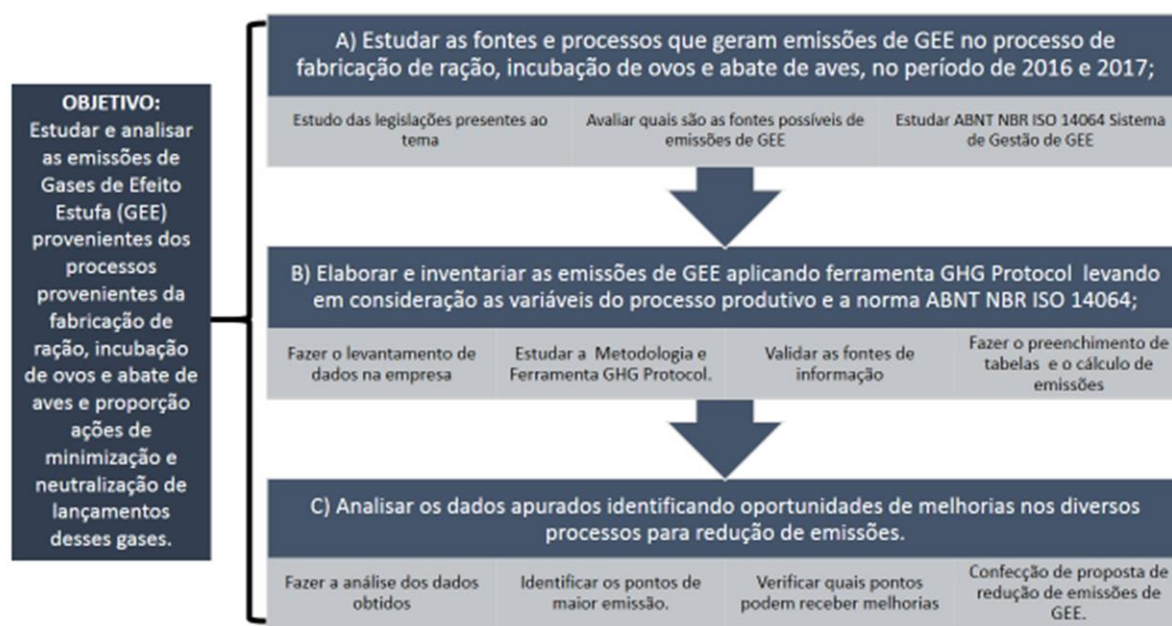 OBJETIVO:
Estudar e analisar
as emissões de
Gases de Efeito
Estufa (GEE)
provenientes dos
processos
provenientes da
fabricação de
ração, incubação
de ovos e abate de
aves e proporção
ações de
minimização e
neutralização de
lançamentos
desses gases.
A) Estudar as fontes e processos que geram emissões de GEE no processo de
fabricação de ração, incubação de ovos e abate de aves, no período de 2016 e 2017;
Estudo das legislações presentes ao
tema
Avaliar quais são as fontes possíveis de
emissões de GEE
Estudar ABNT NBR ISO 14064 Sistema
de Gestão de GEE
B) Elaborar e inventariar as emissões de GEE aplicando ferramenta GHG Protocol levando
em consideração as variáveis do processo produtivo e a norma ABNT NBR ISO 14064;
Fazer o levantamento de
dados na empresa
Estudar a Metodologia e
Ferramenta GHG Protocol.
Validar as fontes de
informação
Fazer o preenchimento de
tabelas e o cálculo de
emissões
C) Analisar os dados apurados identificando oportunidades de melhorias nos diversos
processos para redução de emissões.
Fazer a análise dos dados
obtidos
Identificar os pontos de
maior emissão.
Verificar quais pontos
podem receber melhorias
Confecção de proposta de
redução de emissões de
GEE.